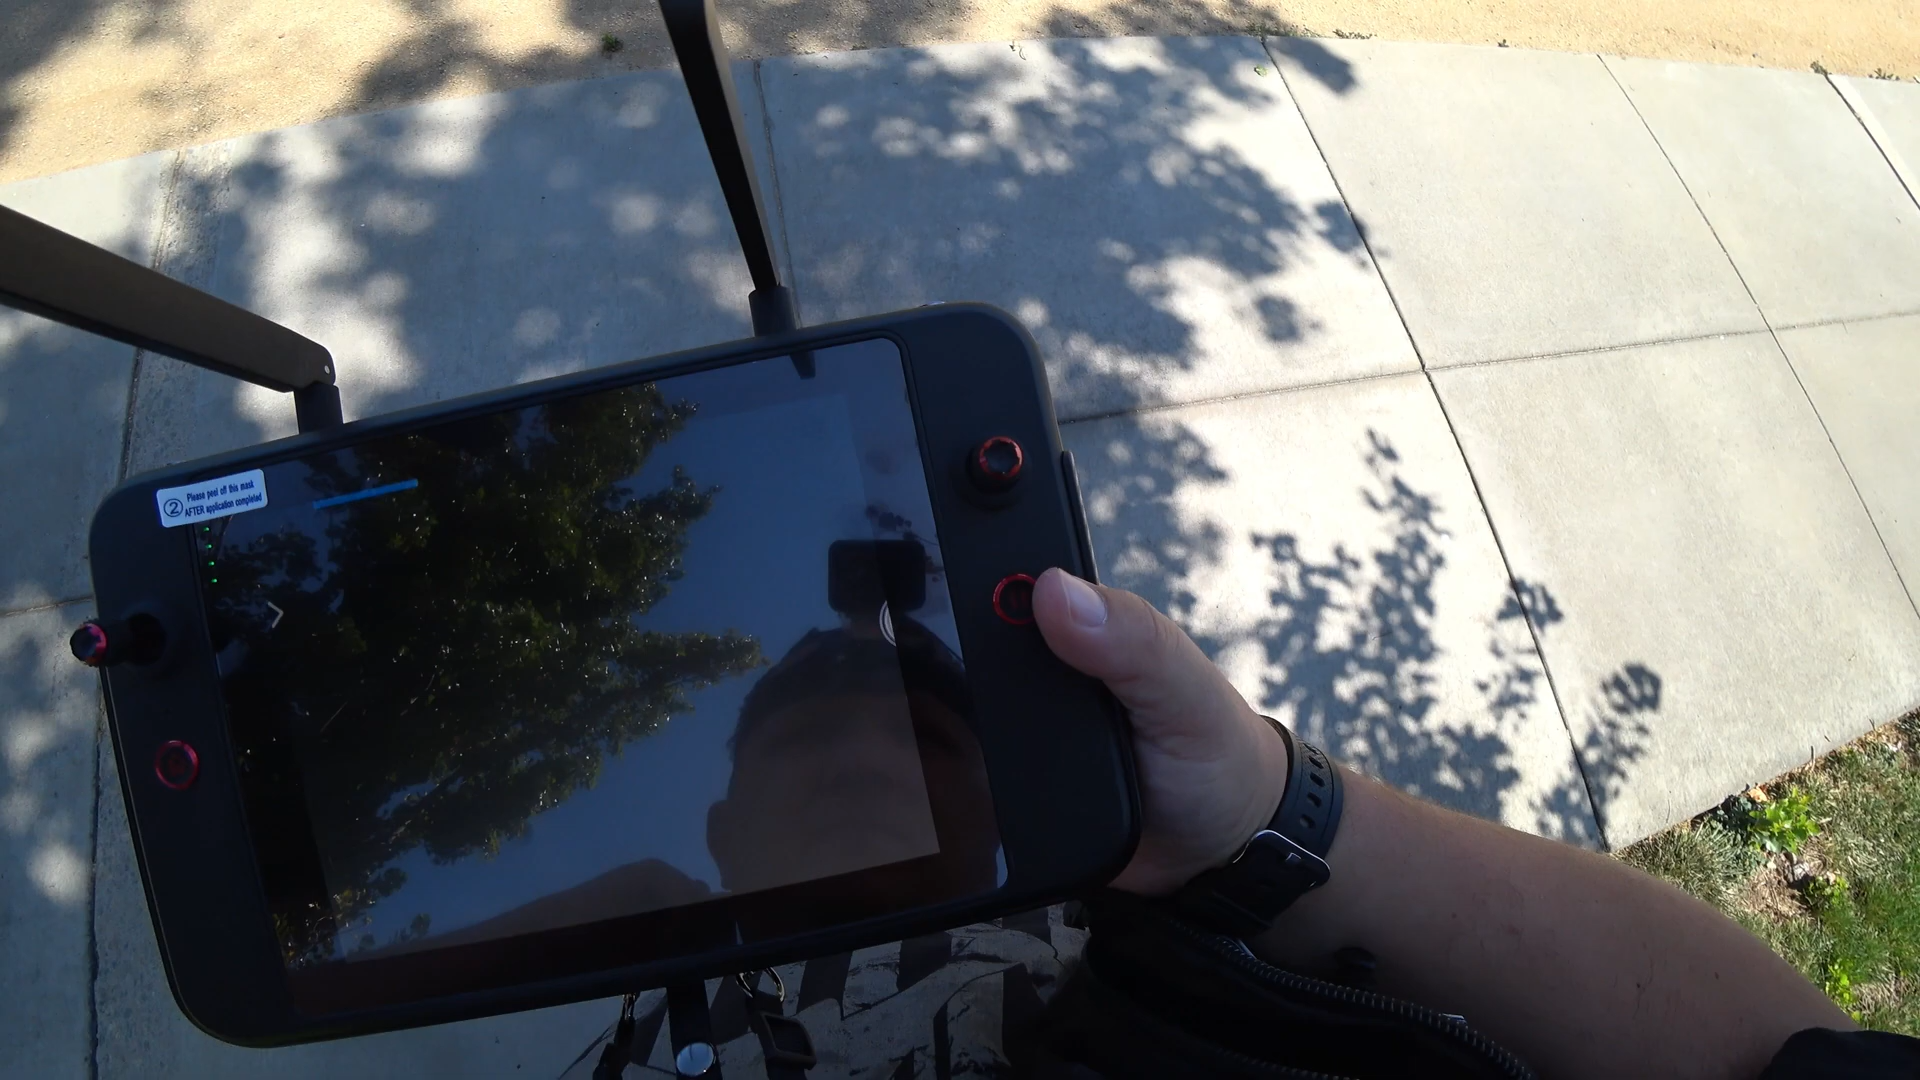 ② Please peel off this mask
AFTER application completed